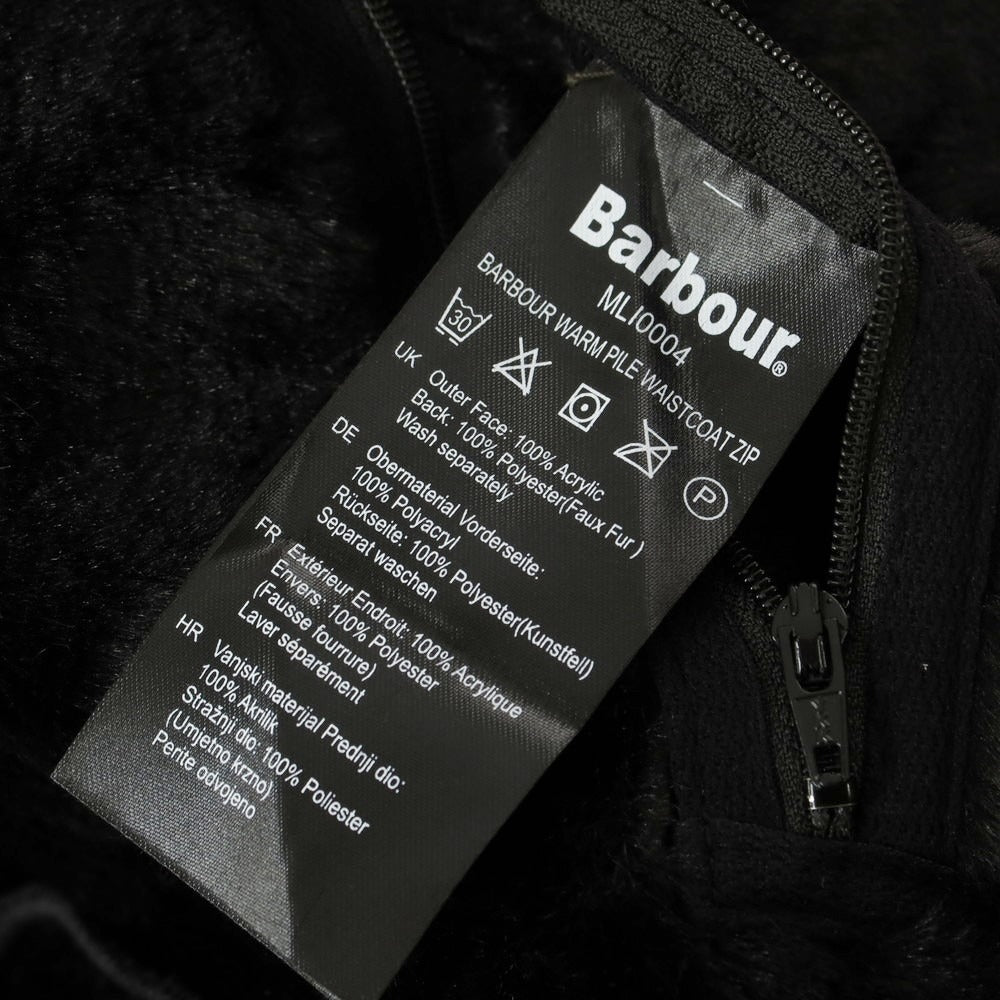 Barbour®
MLI0004
BARBOUR WARM PILE WAISTCOAT ZIP
30
P
UK Outer Face: 100% Acrylic
Back: 100% Polyester(Faux Fur )
Wash separately
DE Obermaterial Vorderseite:
100% Polyacryl
Rückseite: 100% Polyester(Kunstfell)
Separat waschen
FR Extérieur Endroit: 100% Acrylique
Envers: 100% Polyester
(Fausse fourrure)
Laver séparément
HR Vanjski materijal Prednji dio:
100% Akrilik
Stražnji dio: 100% Poliester
(Umjetno krzno)
Perite odvojeno